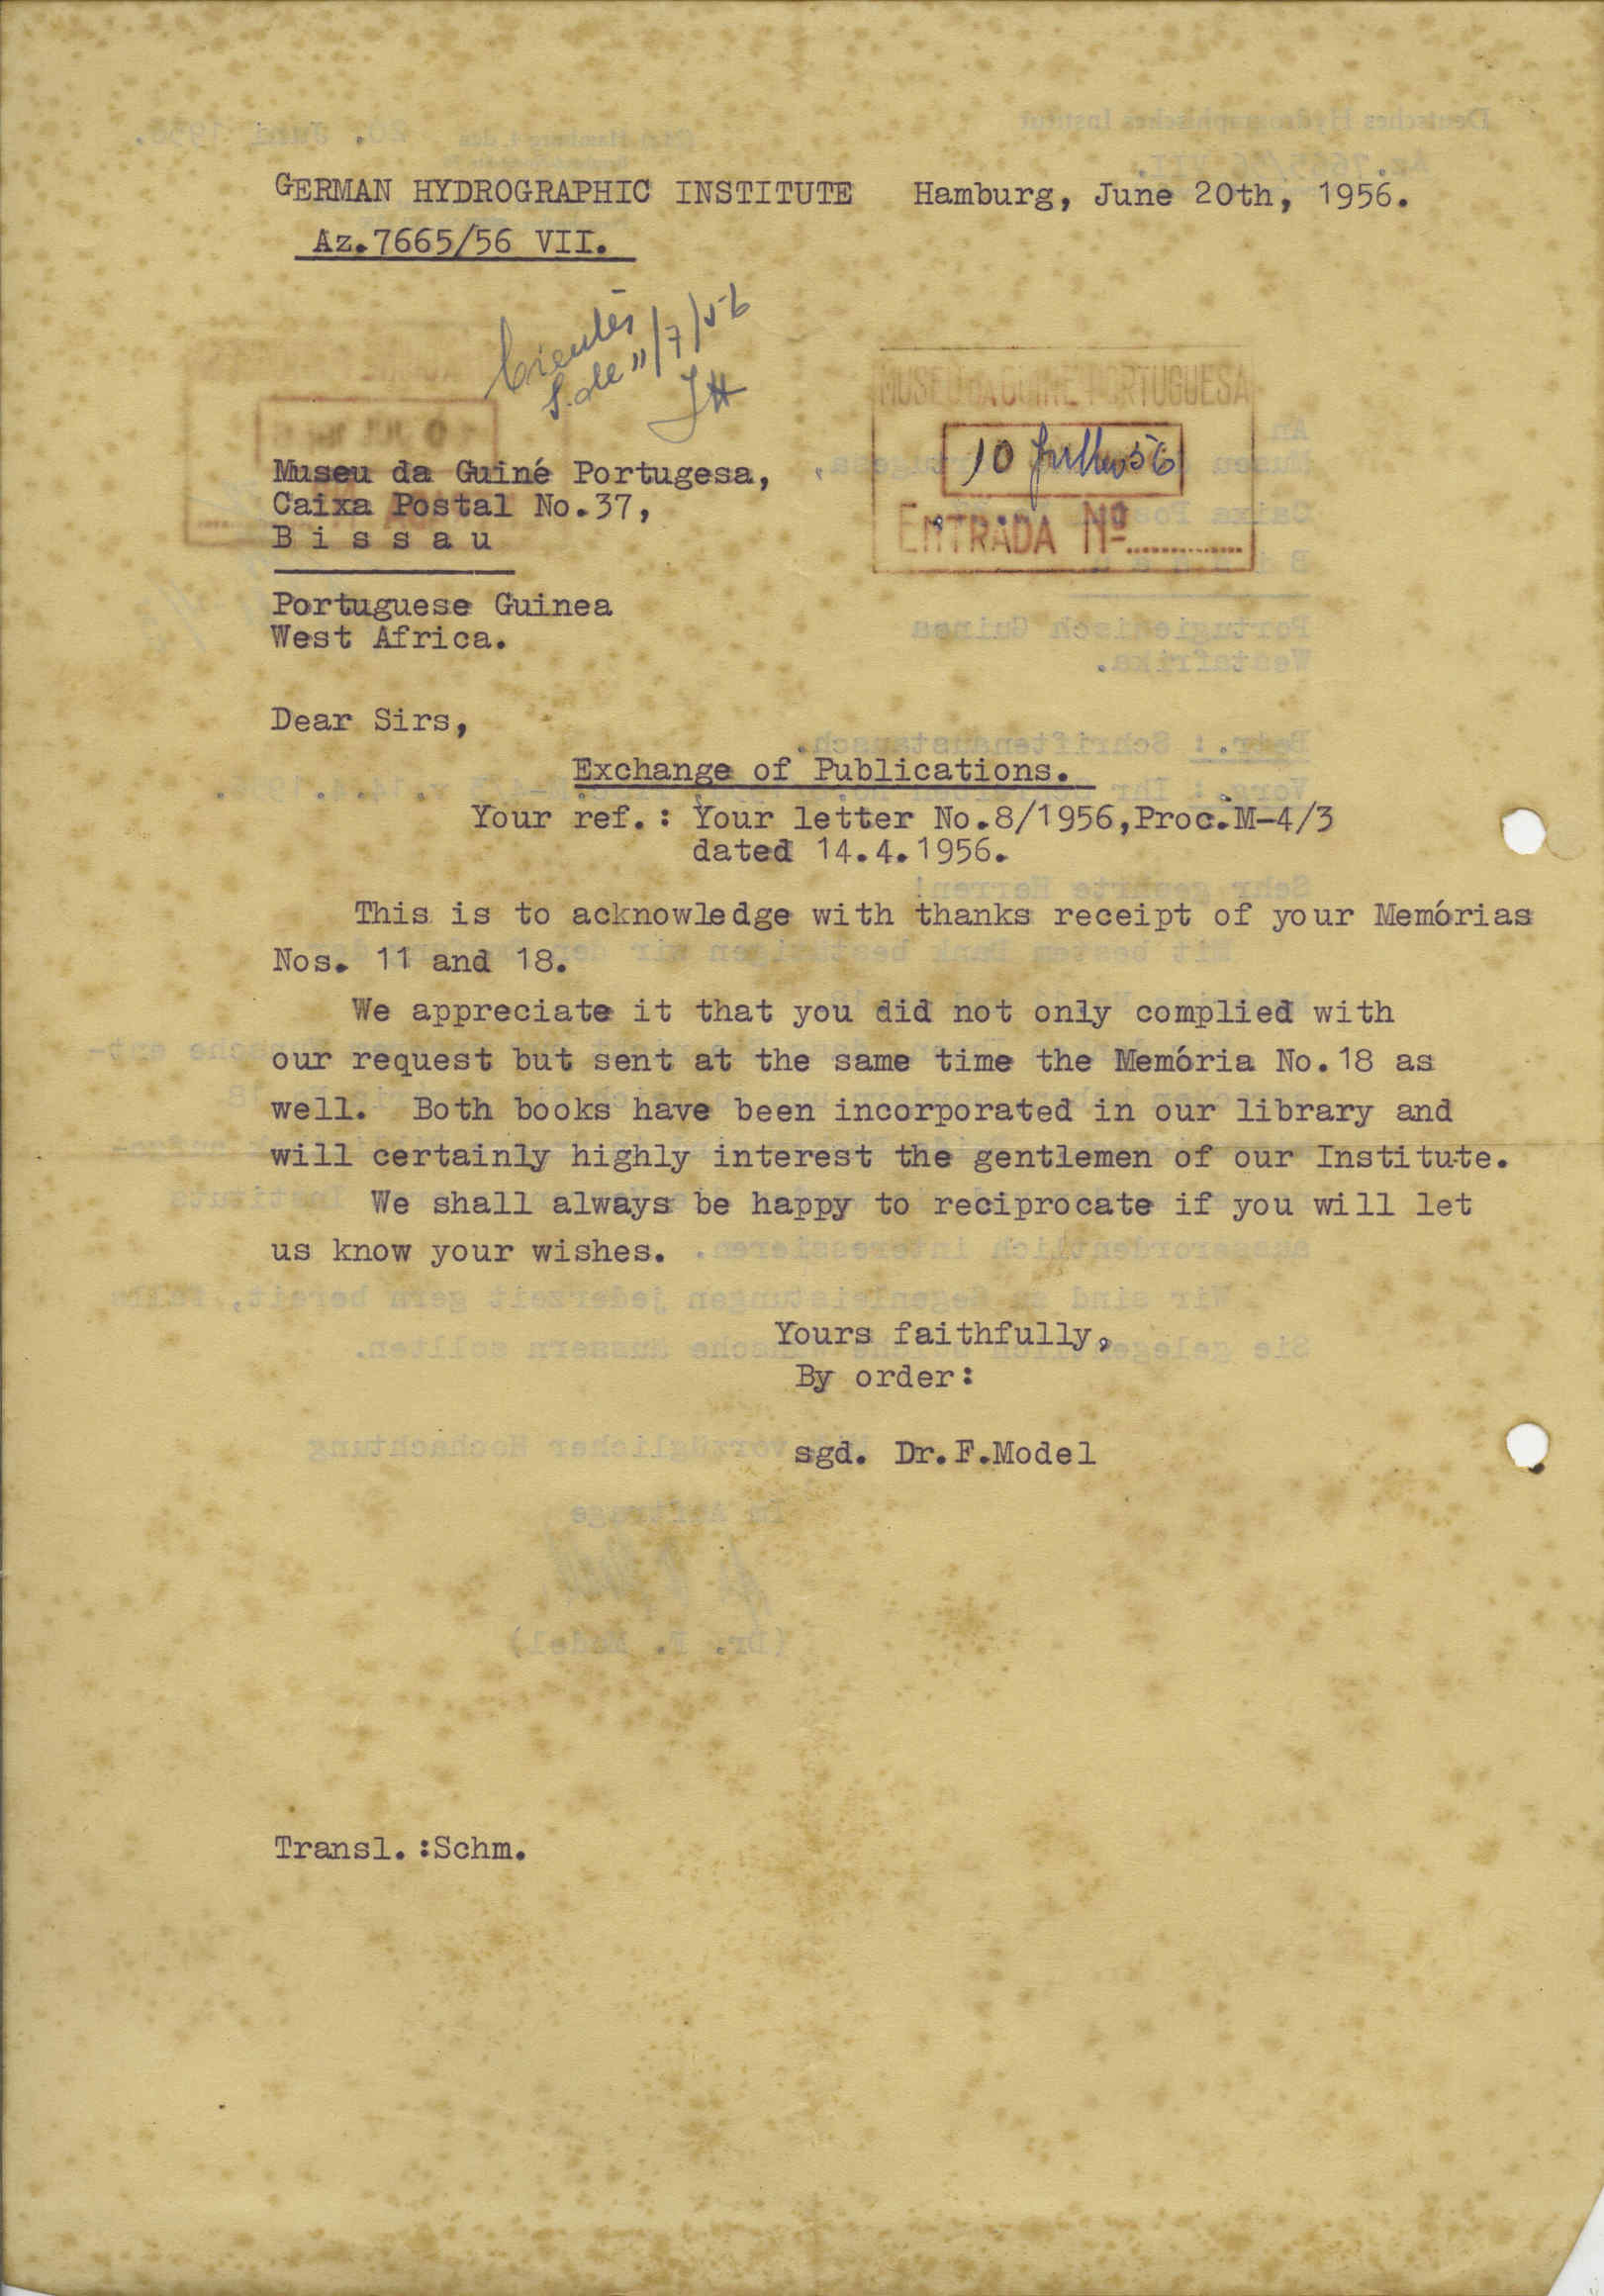 GERMAN HYDROGRAPHIC INSTITUTE Hamburg, June 20th, 1956.
Az.7665/56 VII.
11/7/56
MUSEU DA GUINÉ PORTUGUESA
10 Julho 56
ENTRADA Nº
Museu da Guiné Portugesa,
Caixa Postal No.37,
B i s s a u
Portuguese Guinea
West Africa.
Dear Sirs,
Exchange of Publications.
Your ref.: Your letter No.8/1956,Proc.M-4/3
dated 14.4.1956.
This is to acknowledge with thanks receipt of your Memórias
Nos. 11 and 18.
We appreciate it that you did not only complied with
our request but sent at the same time the Memória No.18 as
well. Both books have been incorporated in our library and
will certainly highly interest the gentlemen of our Institute.
We shall always be happy to reciprocate if you will let
us know your wishes.
Yours faithfully,
By order:
sgd. Dr.F.Model
Transl.:Schm.